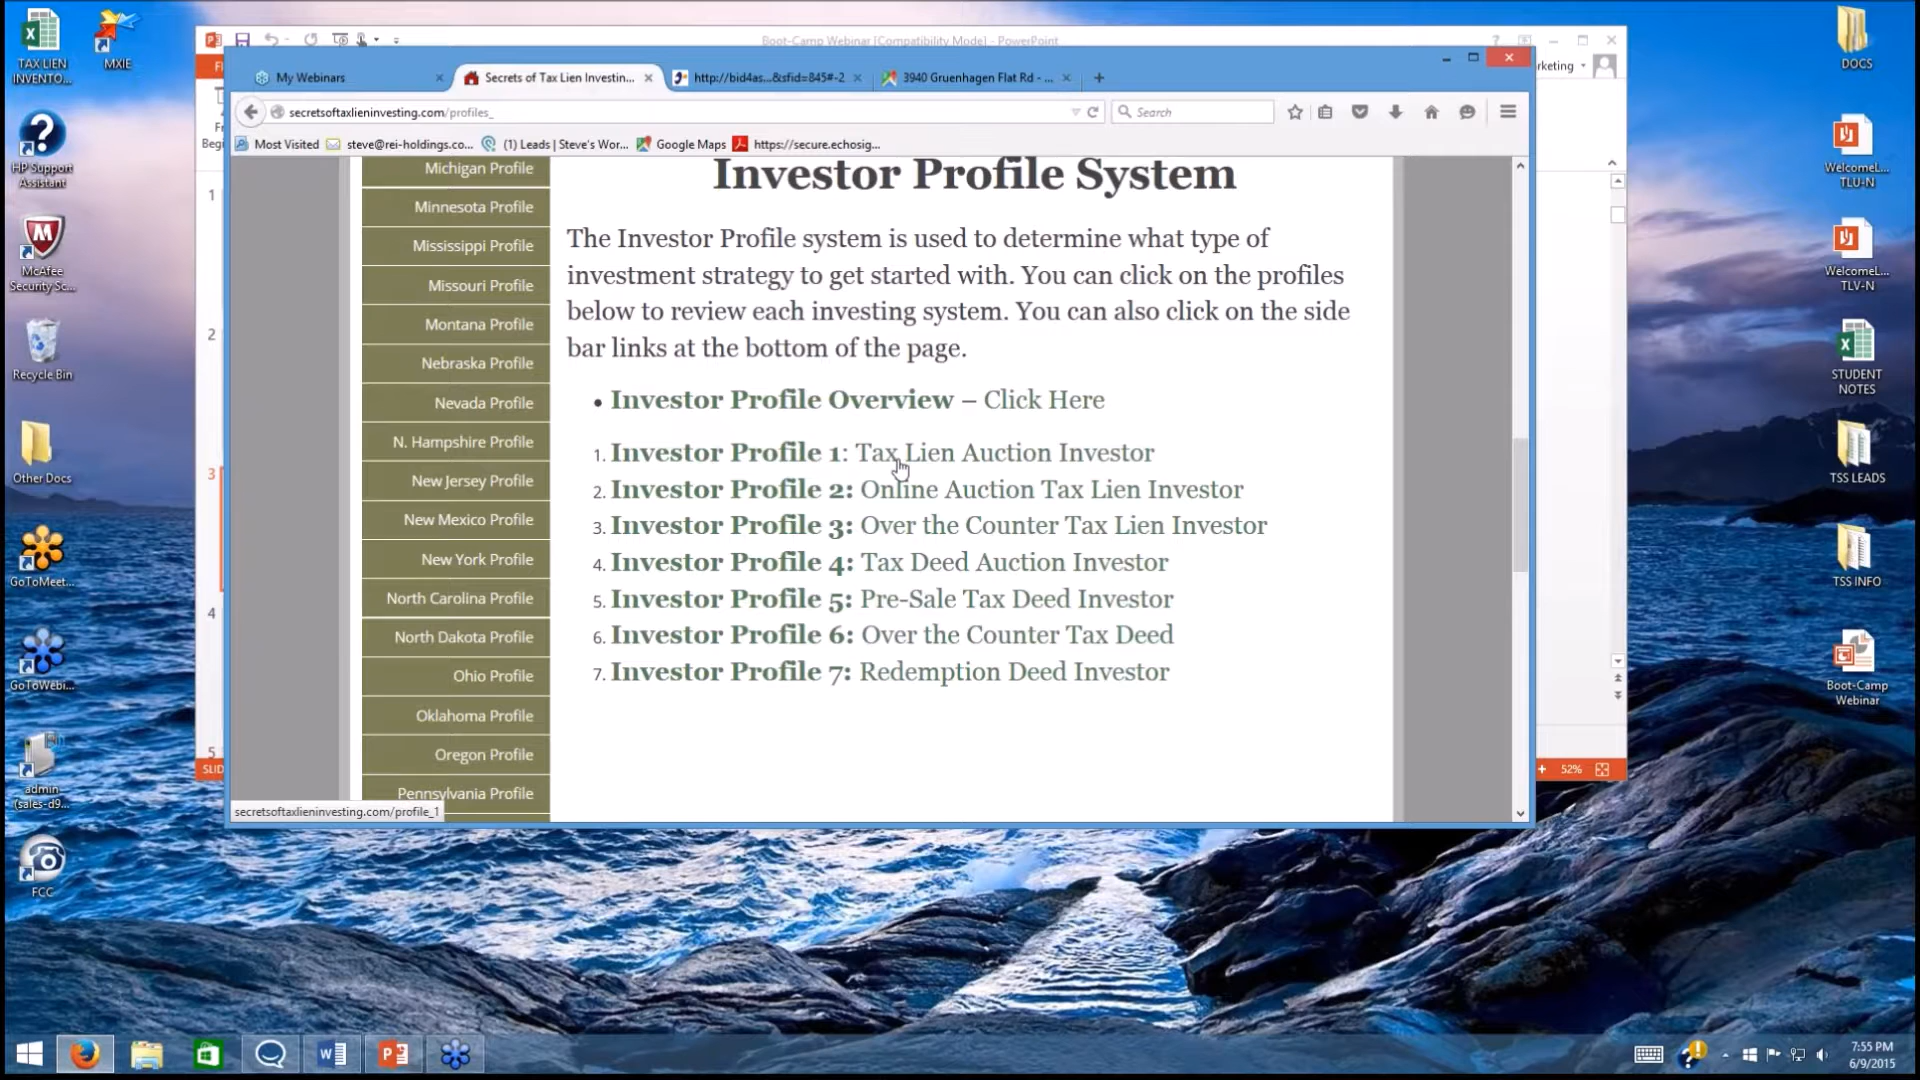 TAX LIEN
INVENTO...
MXIE
HP Support
Assistant
McAfee
Security Sc...
Recycle Bin
Other Docs
GoToMeet...
GoToWebi...
admin
(sales-d9...
FCC
Boot-Camp Webinar [Compatibility Mode] - PowerPoint
rketing
My Webinars
Secrets of Tax Lien Investin...
http://bid4as...&sfid=845#-2
3940 Gruenhagen Flat Rd - ...
secretsoftaxlieninvesting.com/profiles_
Search
Most Visited
steve@rei-holdings.co...
(1) Leads | Steve's Wor...
Google Maps
https://secure.echosig...
1
2
3
4
5
Michigan Profile
Minnesota Profile
Mississippi Profile
Missouri Profile
Montana Profile
Nebraska Profile
Nevada Profile
N. Hampshire Profile
New Jersey Profile
New Mexico Profile
New York Profile
North Carolina Profile
North Dakota Profile
Ohio Profile
Oklahoma Profile
Oregon Profile
Pennsylvania Profile
Investor Profile System
The Investor Profile system is used to determine what type of
investment strategy to get started with. You can click on the profiles
below to review each investing system. You can also click on the side
bar links at the bottom of the page.
• Investor Profile Overview – Click Here
1. Investor Profile 1: Tax Lien Auction Investor
2. Investor Profile 2: Online Auction Tax Lien Investor
3. Investor Profile 3: Over the Counter Tax Lien Investor
4. Investor Profile 4: Tax Deed Auction Investor
5. Investor Profile 5: Pre-Sale Tax Deed Investor
6. Investor Profile 6: Over the Counter Tax Deed
7. Investor Profile 7: Redemption Deed Investor
secretsoftaxlieninvesting.com/profile_1
SLID
52%
DOCS
WelcomeL...
TLU-N
WelcomeL...
TLV-N
STUDENT
NOTES
TSS LEADS
TSS INFO
Boot-Camp
Webinar
7:55 PM
6/9/2015